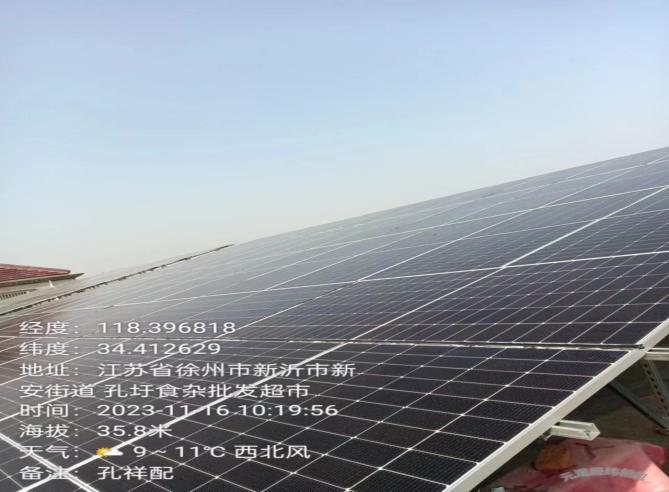 经度：118.396818
纬度：34.412629
地址：江苏省徐州市新沂市新
安街道 孔圩食杂批发超市
时间：2023-11-16 10:19:56
海拔：35.8米
天气：9 ~ 11℃ 西北风
备注：孔祥配